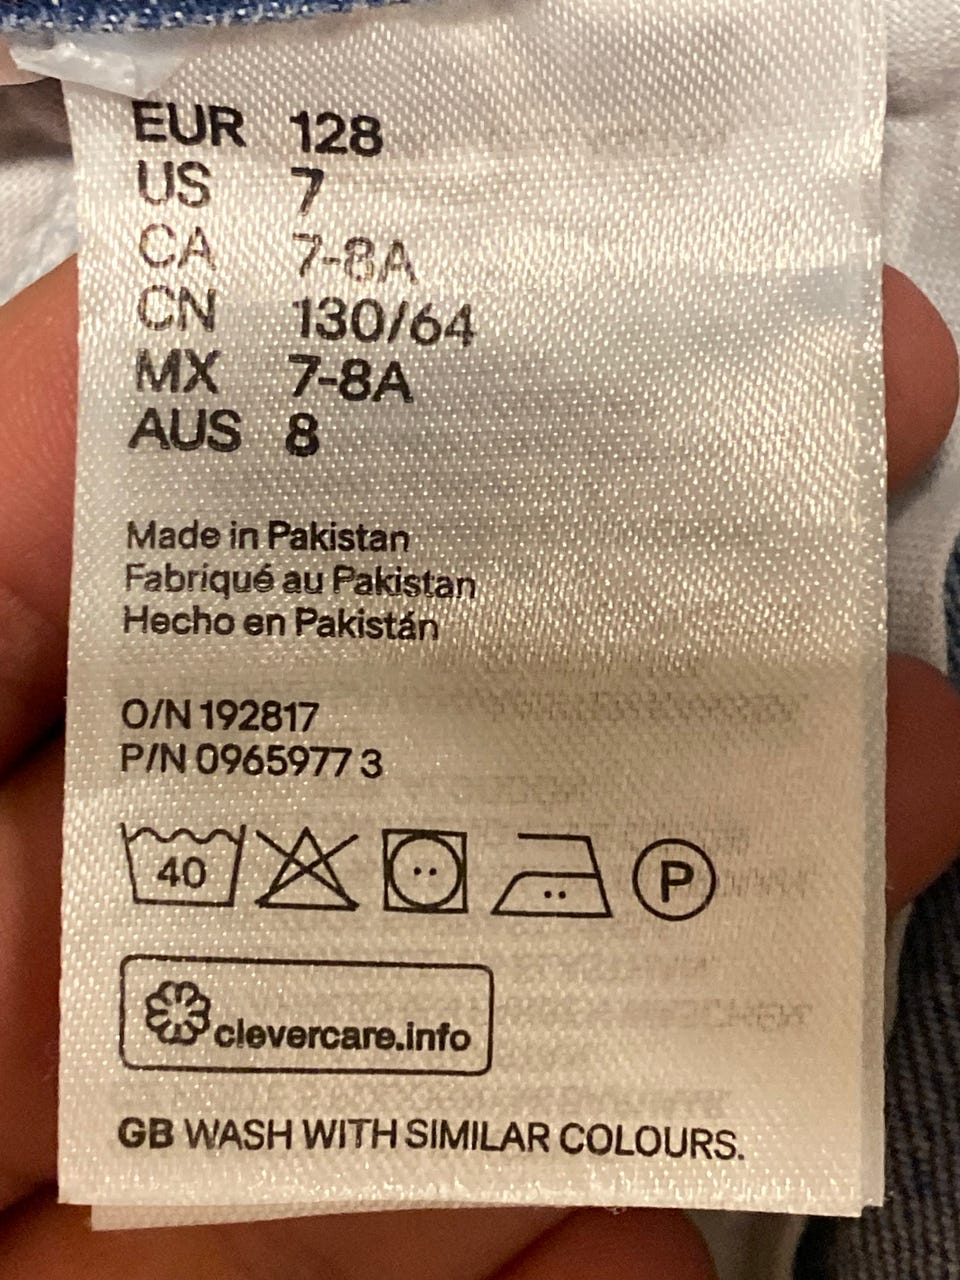 EUR 128
US 7
CA 7-8A
CN 130/64
MX 7-8A
AUS 8
Made in Pakistan
Fabriqué au Pakistan
Hecho en Pakistán
O/N 192817
P/N 0965977 3
40 P
clevercare.info
GB WASH WITH SIMILAR COLOURS.